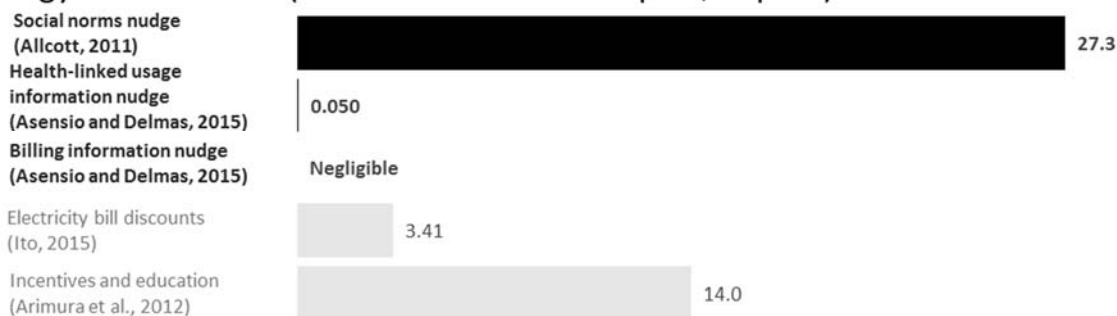 Social norms nudge
(Allcott, 2011)
27.3
Health-linked usage
information nudge
(Asensio and Delmas, 2015)
0.050
Billing information nudge
(Asensio and Delmas, 2015)
Negligible
Electricity bill discounts
(Ito, 2015)
3.41
Incentives and education
(Arimura et al., 2012)
14.0